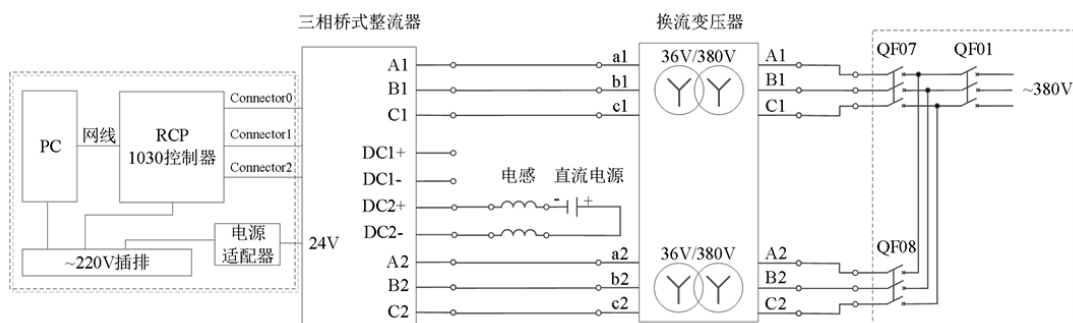 三相桥式整流器
换流变压器
PC
网线
RCP
1030控制器
Connector0
Connector1
Connector2
电源
适配器
~220V插排
24V
A1
B1
C1
DC1+
DC1-
DC2+
DC2-
A2
B2
C2
电感
直流电源
- +
a1
b1
c1
a2
b2
c2
36V/380V
36V/380V
A1
B1
C1
A2
B2
C2
QF07
QF01
~380V
QF08